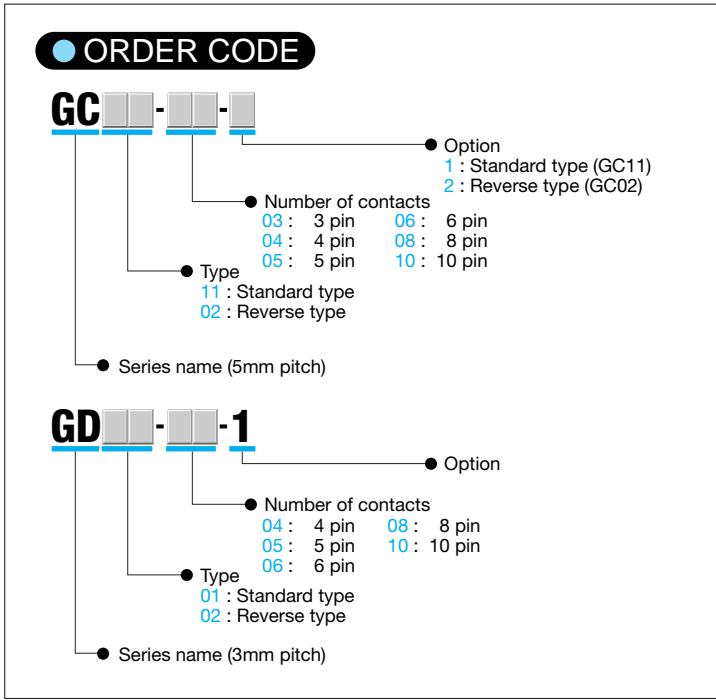 ORDER CODE
GC - -
Option
1 : Standard type (GC11)
2 : Reverse type (GC02)
Number of contacts
03 : 3 pin 06 : 6 pin
04 : 4 pin 08 : 8 pin
05 : 5 pin 10 : 10 pin
Type
11 : Standard type
02 : Reverse type
Series name (5mm pitch)
GD - -1
Option
Number of contacts
04 : 4 pin 08 : 8 pin
05 : 5 pin 10 : 10 pin
06 : 6 pin
Type
01 : Standard type
02 : Reverse type
Series name (3mm pitch)